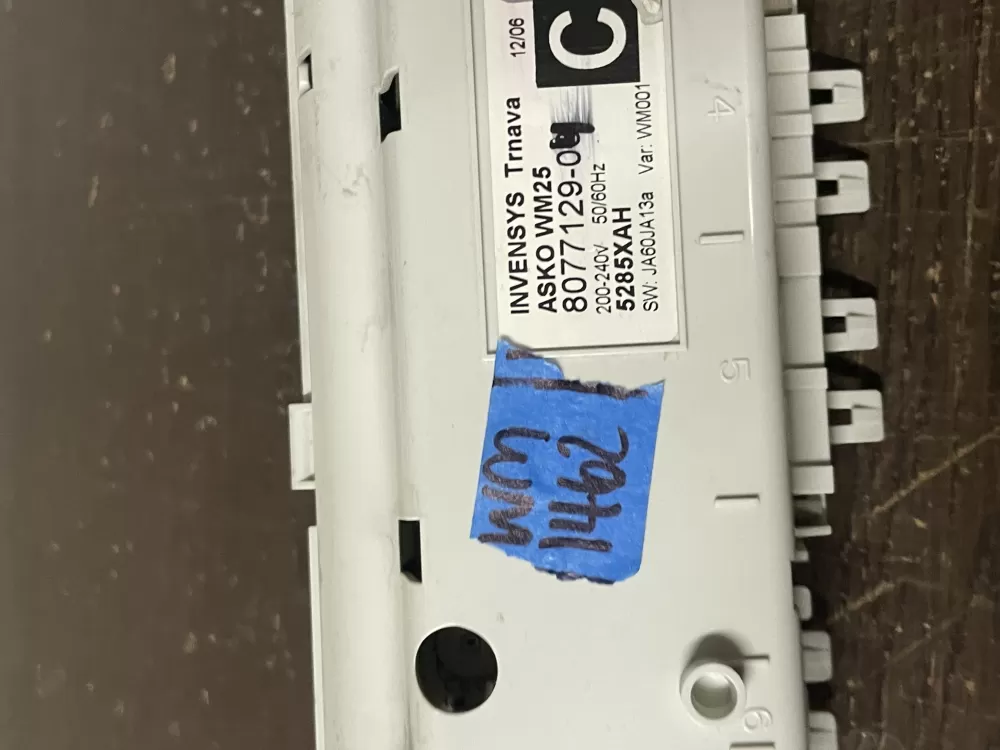 INVENSYS Trnava 12/06
ASKO WM25
8077129-04
200-240V 50/60Hz
5285XAH
SW: JA60JA13a Var: WM001
C
WM
1462
4
5
6